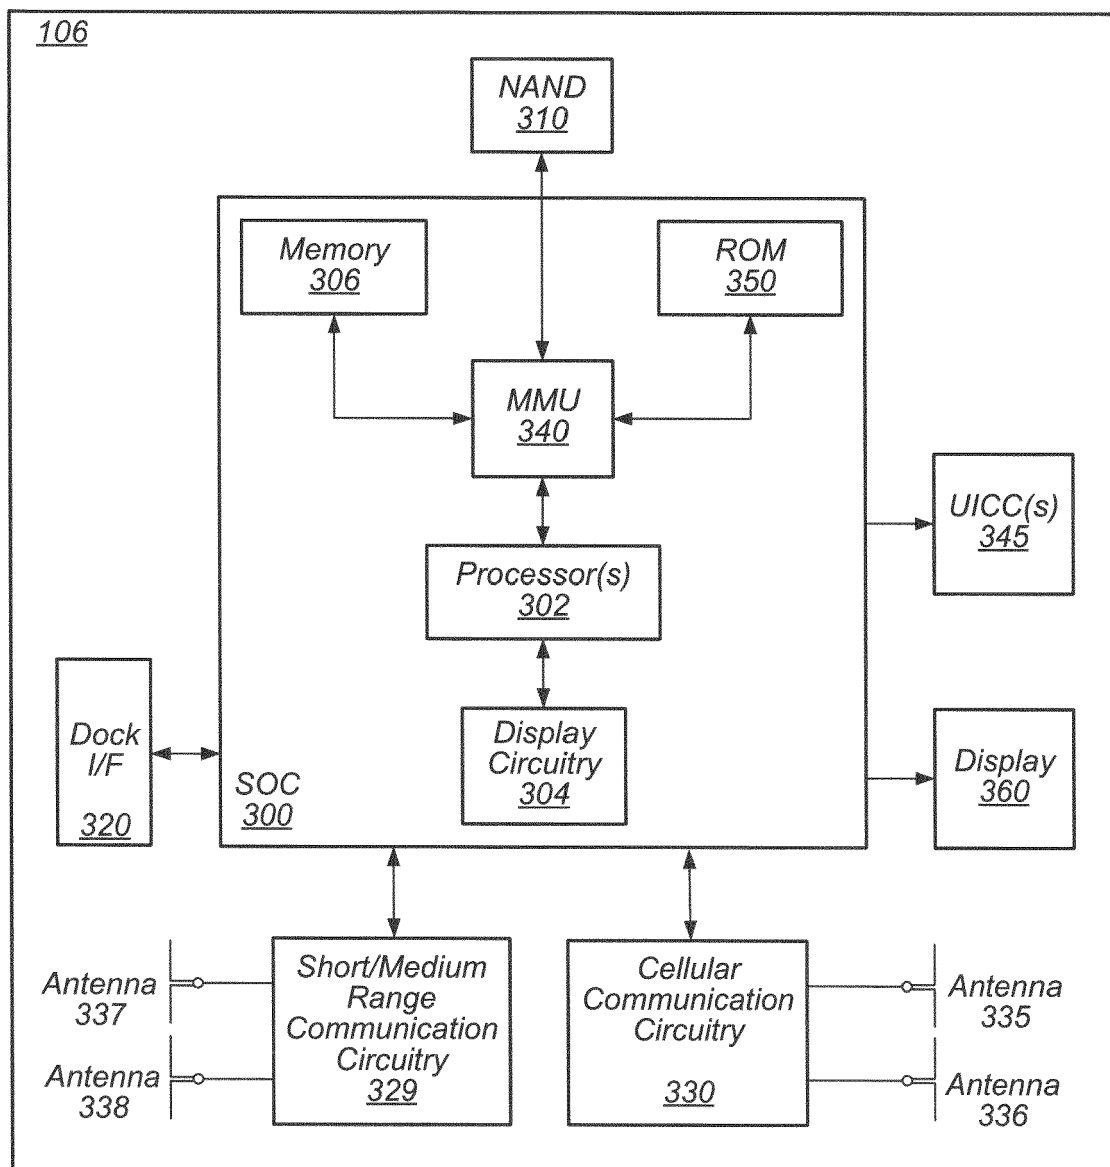 106
NAND
310
Memory
306
ROM
350
MMU
340
UICC(s)
345
Processor(s)
302
Dock
I/F
320
Display
Circuitry
304
SOC
300
Display
360
Antenna
337
Antenna
338
Short/Medium
Range
Communication
Circuitry
329
Cellular
Communication
Circuitry
330
Antenna
335
Antenna
336